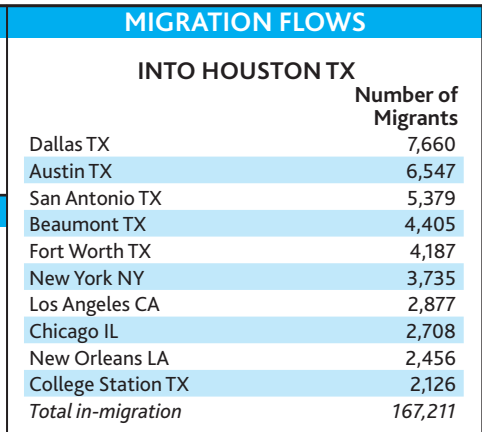 MIGRATION FLOWS
INTO HOUSTON TX
Number of
Migrants
Dallas TX 7,660
Austin TX 6,547
San Antonio TX 5,379
Beaumont TX 4,405
Fort Worth TX 4,187
New York NY 3,735
Los Angeles CA 2,877
Chicago IL 2,708
New Orleans LA 2,456
College Station TX 2,126
Total in-migration 167,211